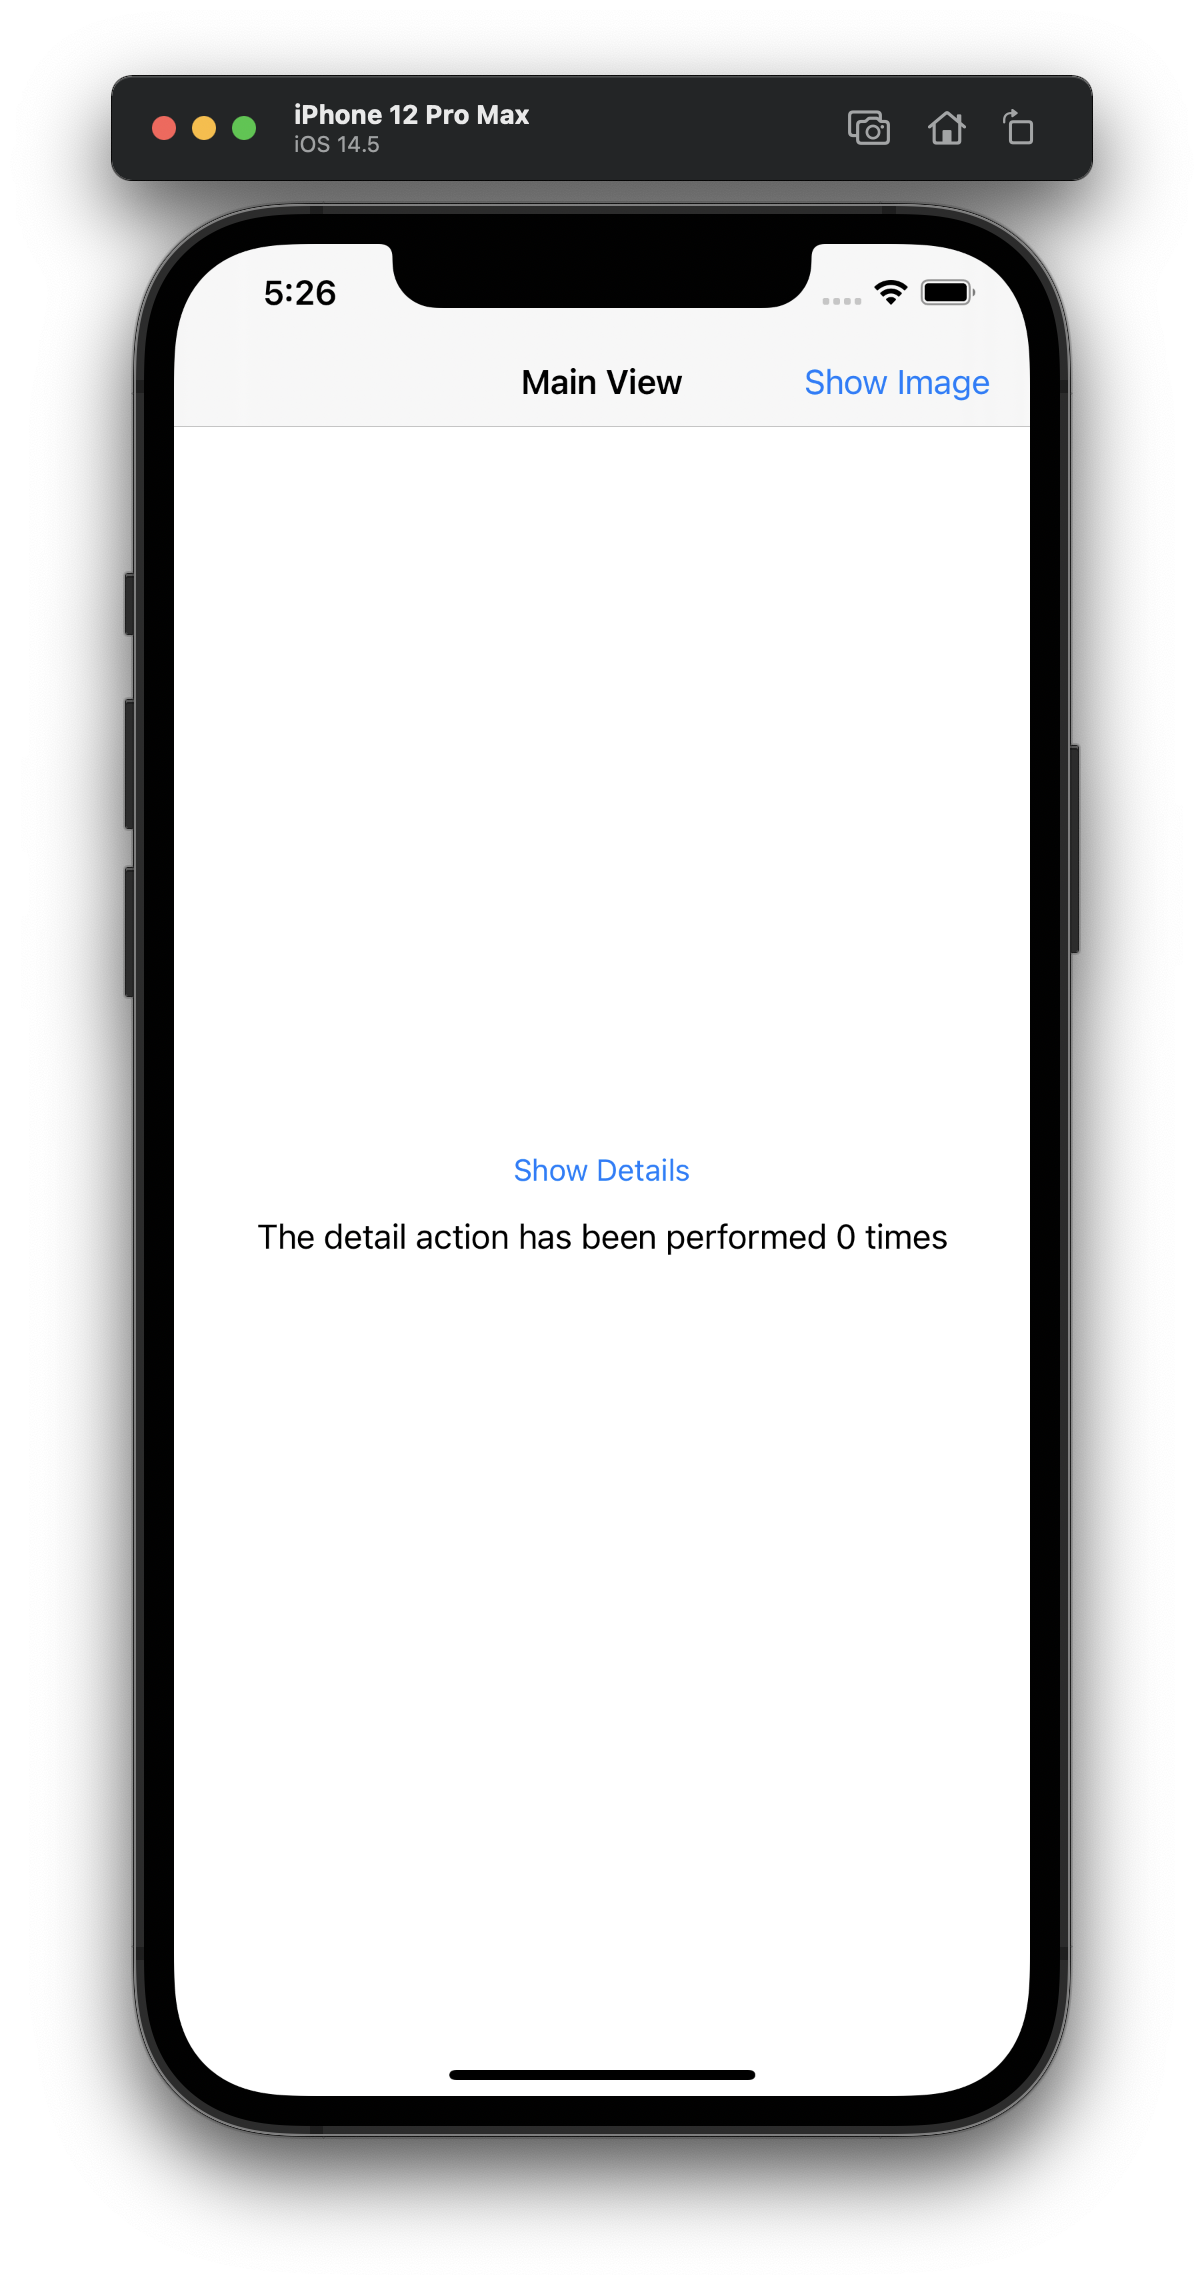 iPhone 12 Pro Max
iOS 14.5
5:26
Main View
Show Image
Show Details
The detail action has been performed 0 times